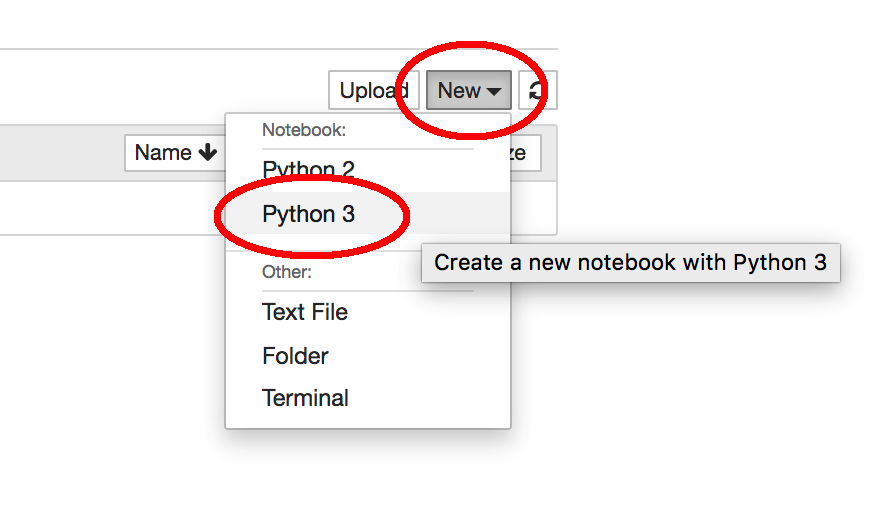 Upload New
Name
ze
Notebook:
Python 2
Python 3
Create a new notebook with Python 3
Other:
Text File
Folder
Terminal